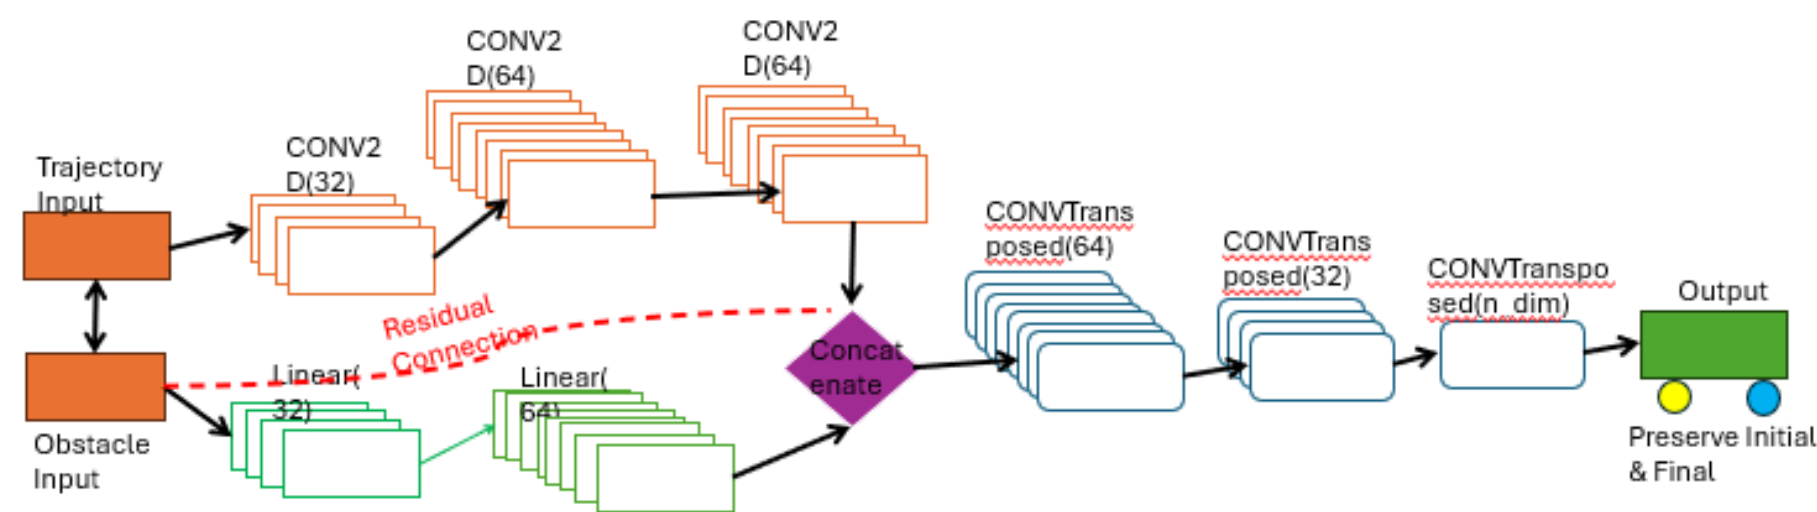 Trajectory
Input
CONV2
D(32)
CONV2
D(64)
CONV2
D(64)
Residual
Connection
Obstacle
Input
Linear(
32)
Linear(
64)
Concat
enate
CONVTrans
posed(64)
CONVTrans
posed(32)
CONVTranspo
sed(n_dim)
Output
Preserve Initial
& Final